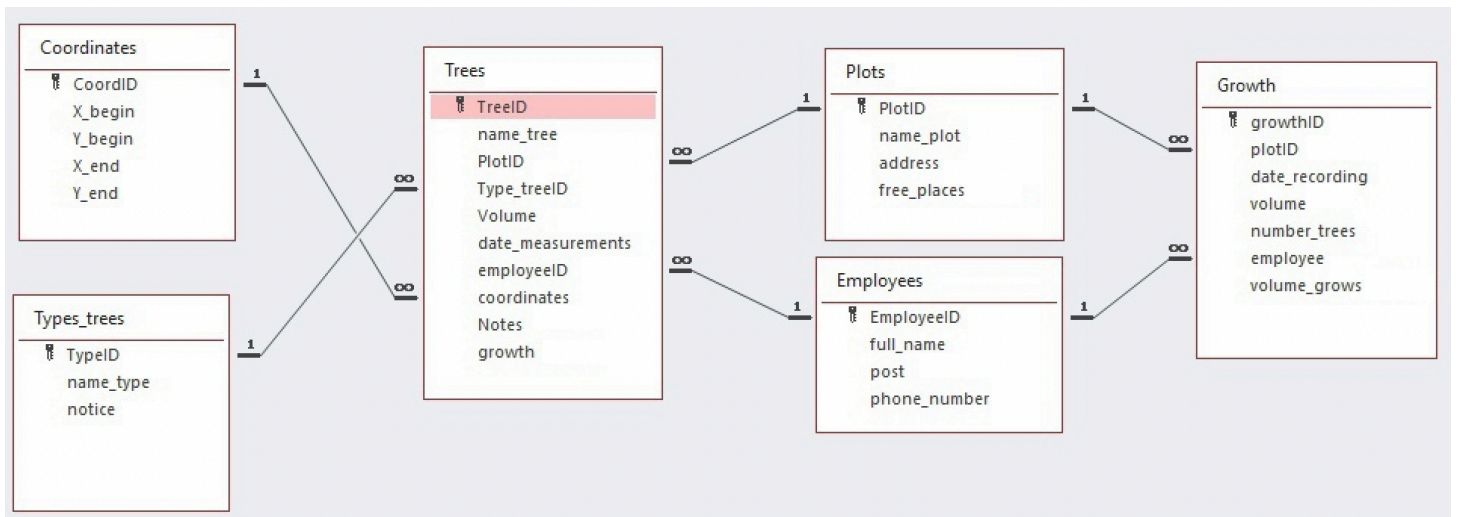 Coordinates
CoordID
X_begin
Y_begin
X_end
Y_end
1
∞
∞
Types_trees
TypeID
name_type
notice
1
Trees
TreeID
name_tree
PlotID
Type_treeID
Volume
date_measurements
employeeID
coordinates
Notes
growth
∞
1
∞
1
Plots
PlotID
name_plot
address
free_places
1
∞
Employees
EmployeeID
full_name
post
phone_number
1
∞
Growth
growthID
plotID
date_recording
volume
number_trees
employee
volume_grows